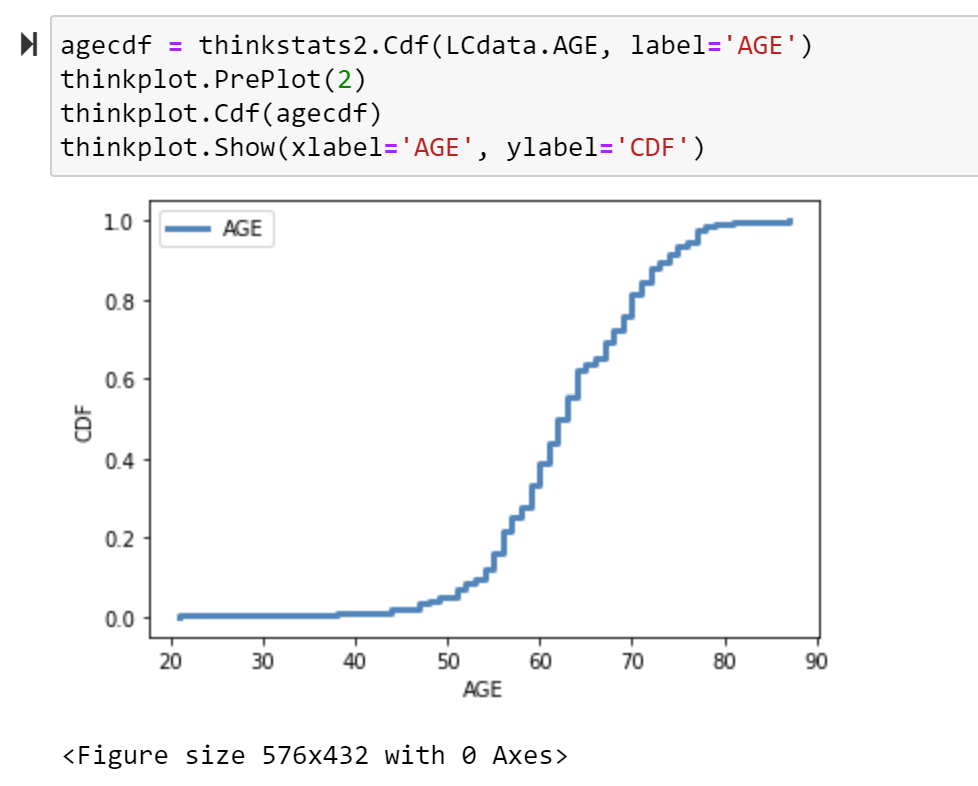 agecdf = thinkstats2.Cdf(LCdata.AGE, label='AGE')
thinkplot.PrePlot(2)
thinkplot.Cdf(agecdf)
thinkplot.Show(xlabel='AGE', ylabel='CDF')
AGE
1.0
0.8
0.6
0.4
0.2
0.0
CDF
20 30 40 50 60 70 80 90
AGE
<Figure size 576x432 with 0 Axes>